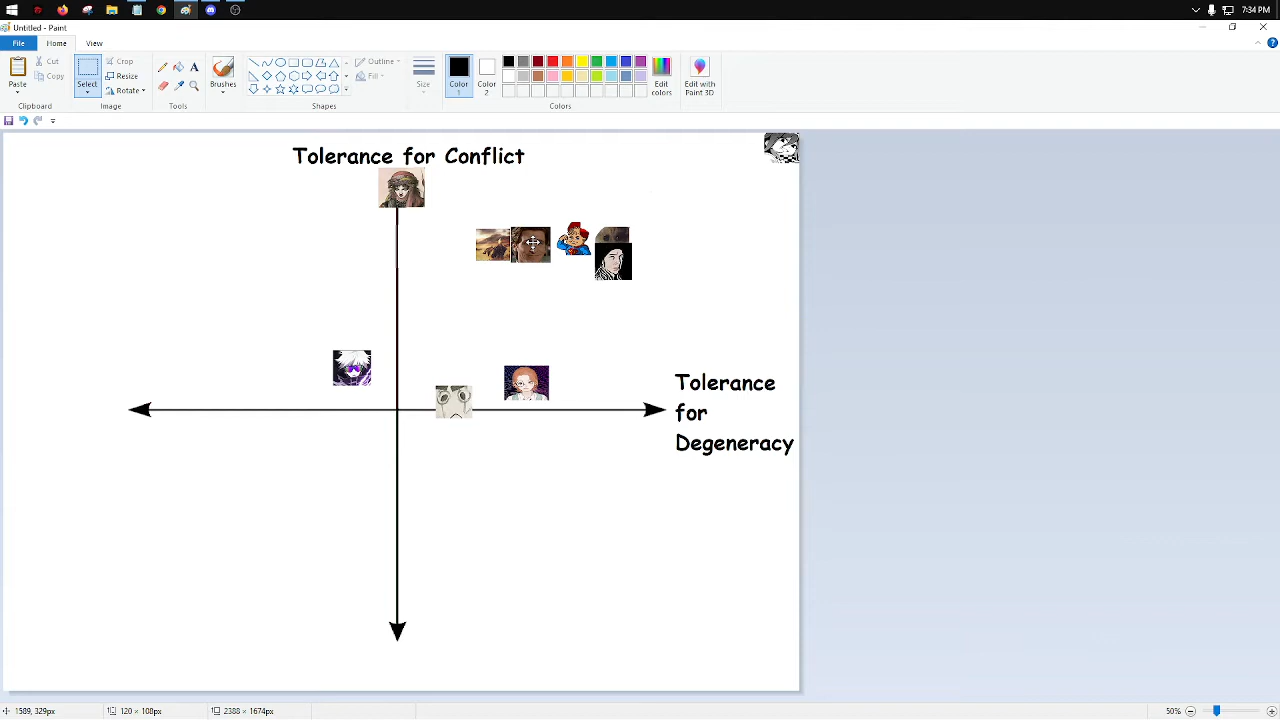 7:34 PM
Untitled - Paint
File Home View
Paste
Cut
Copy
Clipboard
Select
Crop
Resize
Rotate
Image
A
Tools
Brushes
Outline
Fill
Shapes
Size
Color 1
Color 2
Edit colors
Colors
Edit with Paint 3D
Tolerance for Conflict
Tolerance
for
Degeneracy
1589, 329px 120 × 108px 2388 × 1674px 50%